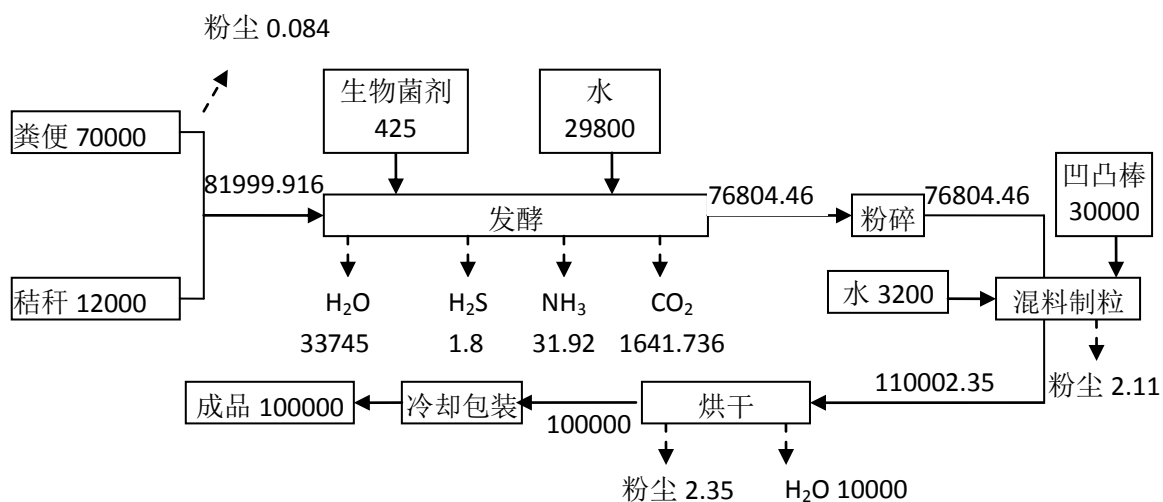 粉尘 0.084
生物菌剂
425
水
29800
粪便 70000
81999.916
发酵
76804.46
粉碎
76804.46
凹凸棒
30000
秸秆 12000
H₂O
33745
H₂S
1.8
NH₃
31.92
CO₂
1641.736
水 3200
混料制粒
粉尘 2.11
110002.35
成品 100000
冷却包装
100000
烘干
粉尘 2.35
H₂O 10000